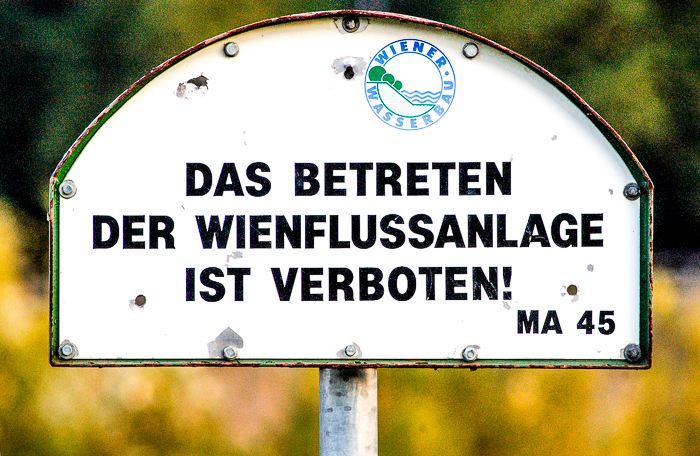 WIENER
WASSERBAU
DAS BETRETEN
DER WIENFLUSSANLAGE
IST VERBOTEN!
MA 45